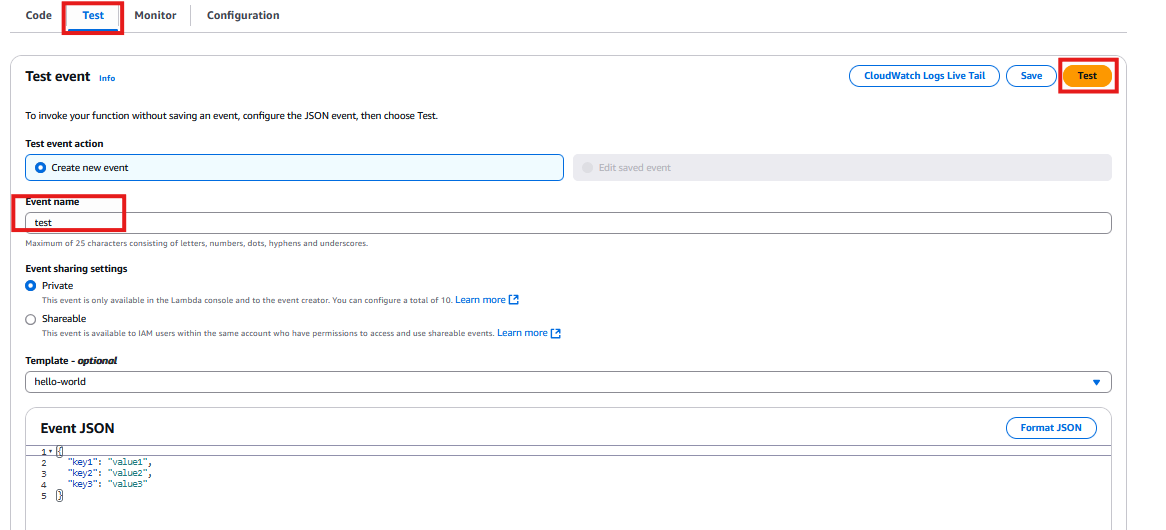 Code Test Monitor Configuration
Test event Info CloudWatch Logs Live Tail Save Test
To invoke your function without saving an event, configure the JSON event, then choose Test.
Test event action
Create new event Edit saved event
Event name
test
Maximum of 25 characters consisting of letters, numbers, dots, hyphens and underscores.
Event sharing settings
Private
This event is only available in the Lambda console and to the event creator. You can configure a total of 10. Learn more
Shareable
This event is available to IAM users within the same account who have permissions to access and use shareable events. Learn more
Template - optional
hello-world
Event JSON Format JSON
1 {
2 "key1": "value1",
3 "key2": "value2",
4 "key3": "value3"
5 }